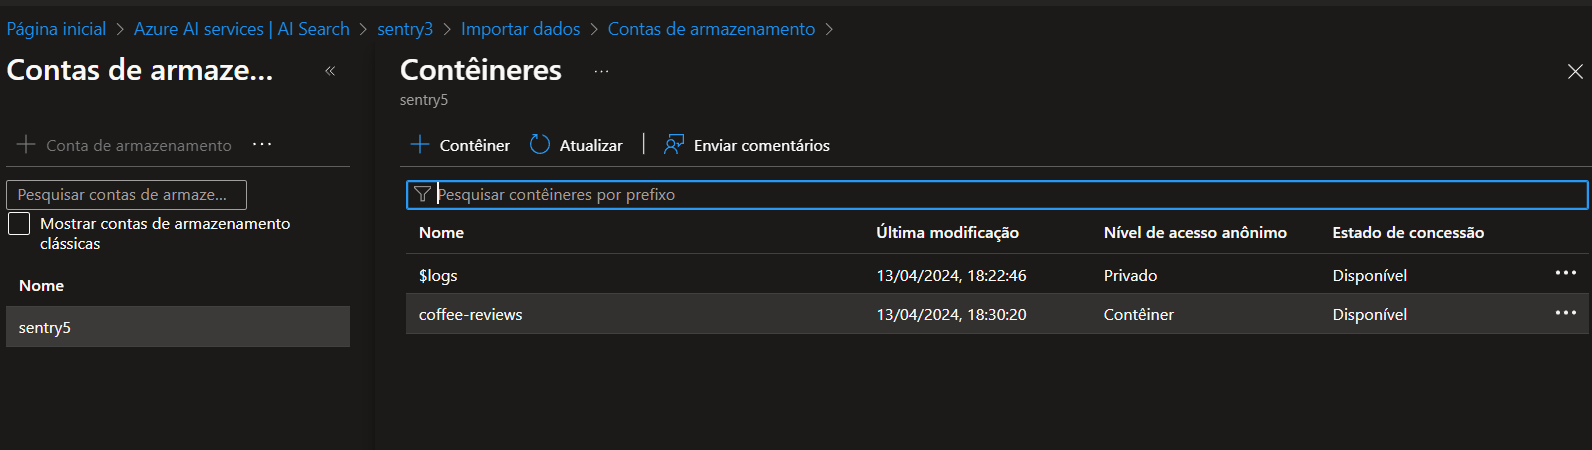 Página inicial > Azure AI services | AI Search > sentry3 > Importar dados > Contas de armazenamento >
Contas de armaze... «
+ Conta de armazenamento ...
Pesquisar contas de armaze...
Mostrar contas de armazenamento
clássicas
Nome
sentry5
Contêineres ...
sentry5
+ Contêiner Atualizar | Enviar comentários
Pesquisar contêineres por prefixo
Nome Última modificação Nível de acesso anônimo Estado de concessão
$logs 13/04/2024, 18:22:46 Privado Disponível ...
coffee-reviews 13/04/2024, 18:30:20 Contêiner Disponível ...